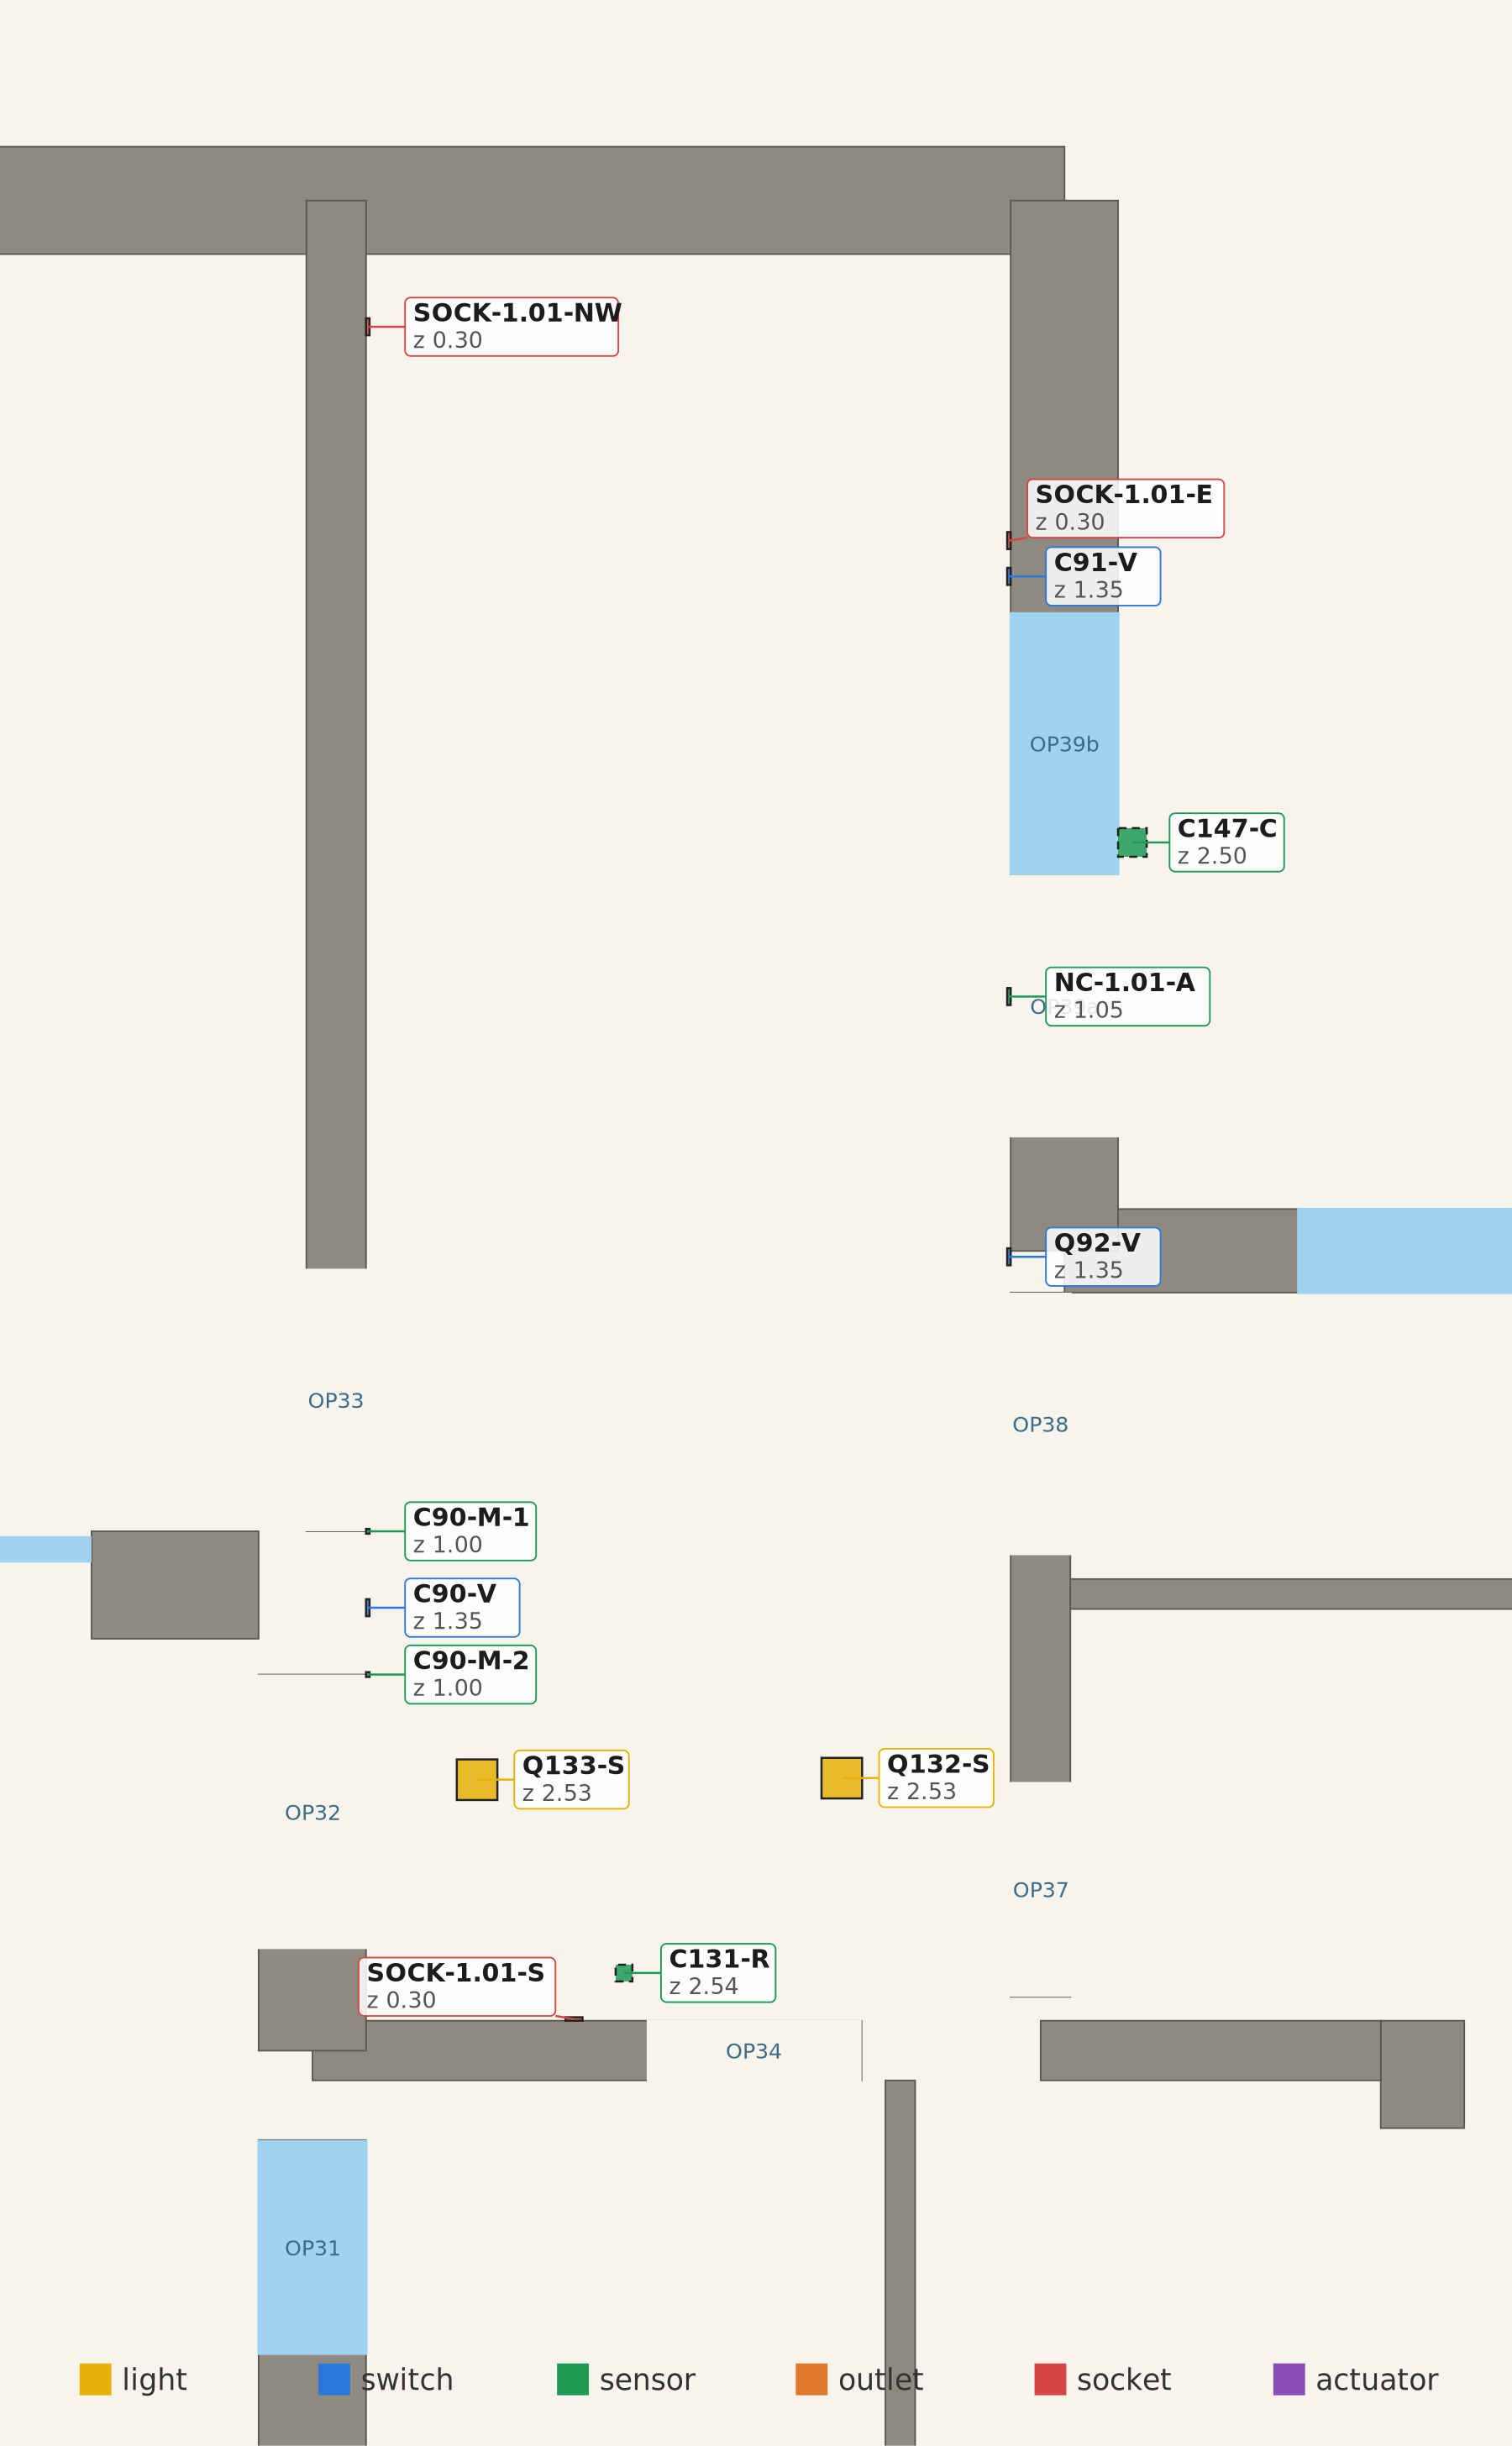 SOCK-1.01-NW
z 0.30
SOCK-1.01-E
z 0.30
C91-V
z 1.35
OP39b
C147-C
z 2.50
NC-1.01-A
z 1.05
Q92-V
z 1.35
OP33
OP38
C90-M-1
z 1.00
C90-V
z 1.35
C90-M-2
z 1.00
Q133-S
z 2.53
Q132-S
z 2.53
OP32
OP37
C131-R
z 2.54
SOCK-1.01-S
z 0.30
OP34
OP31
light
switch
sensor
outlet
socket
actuator